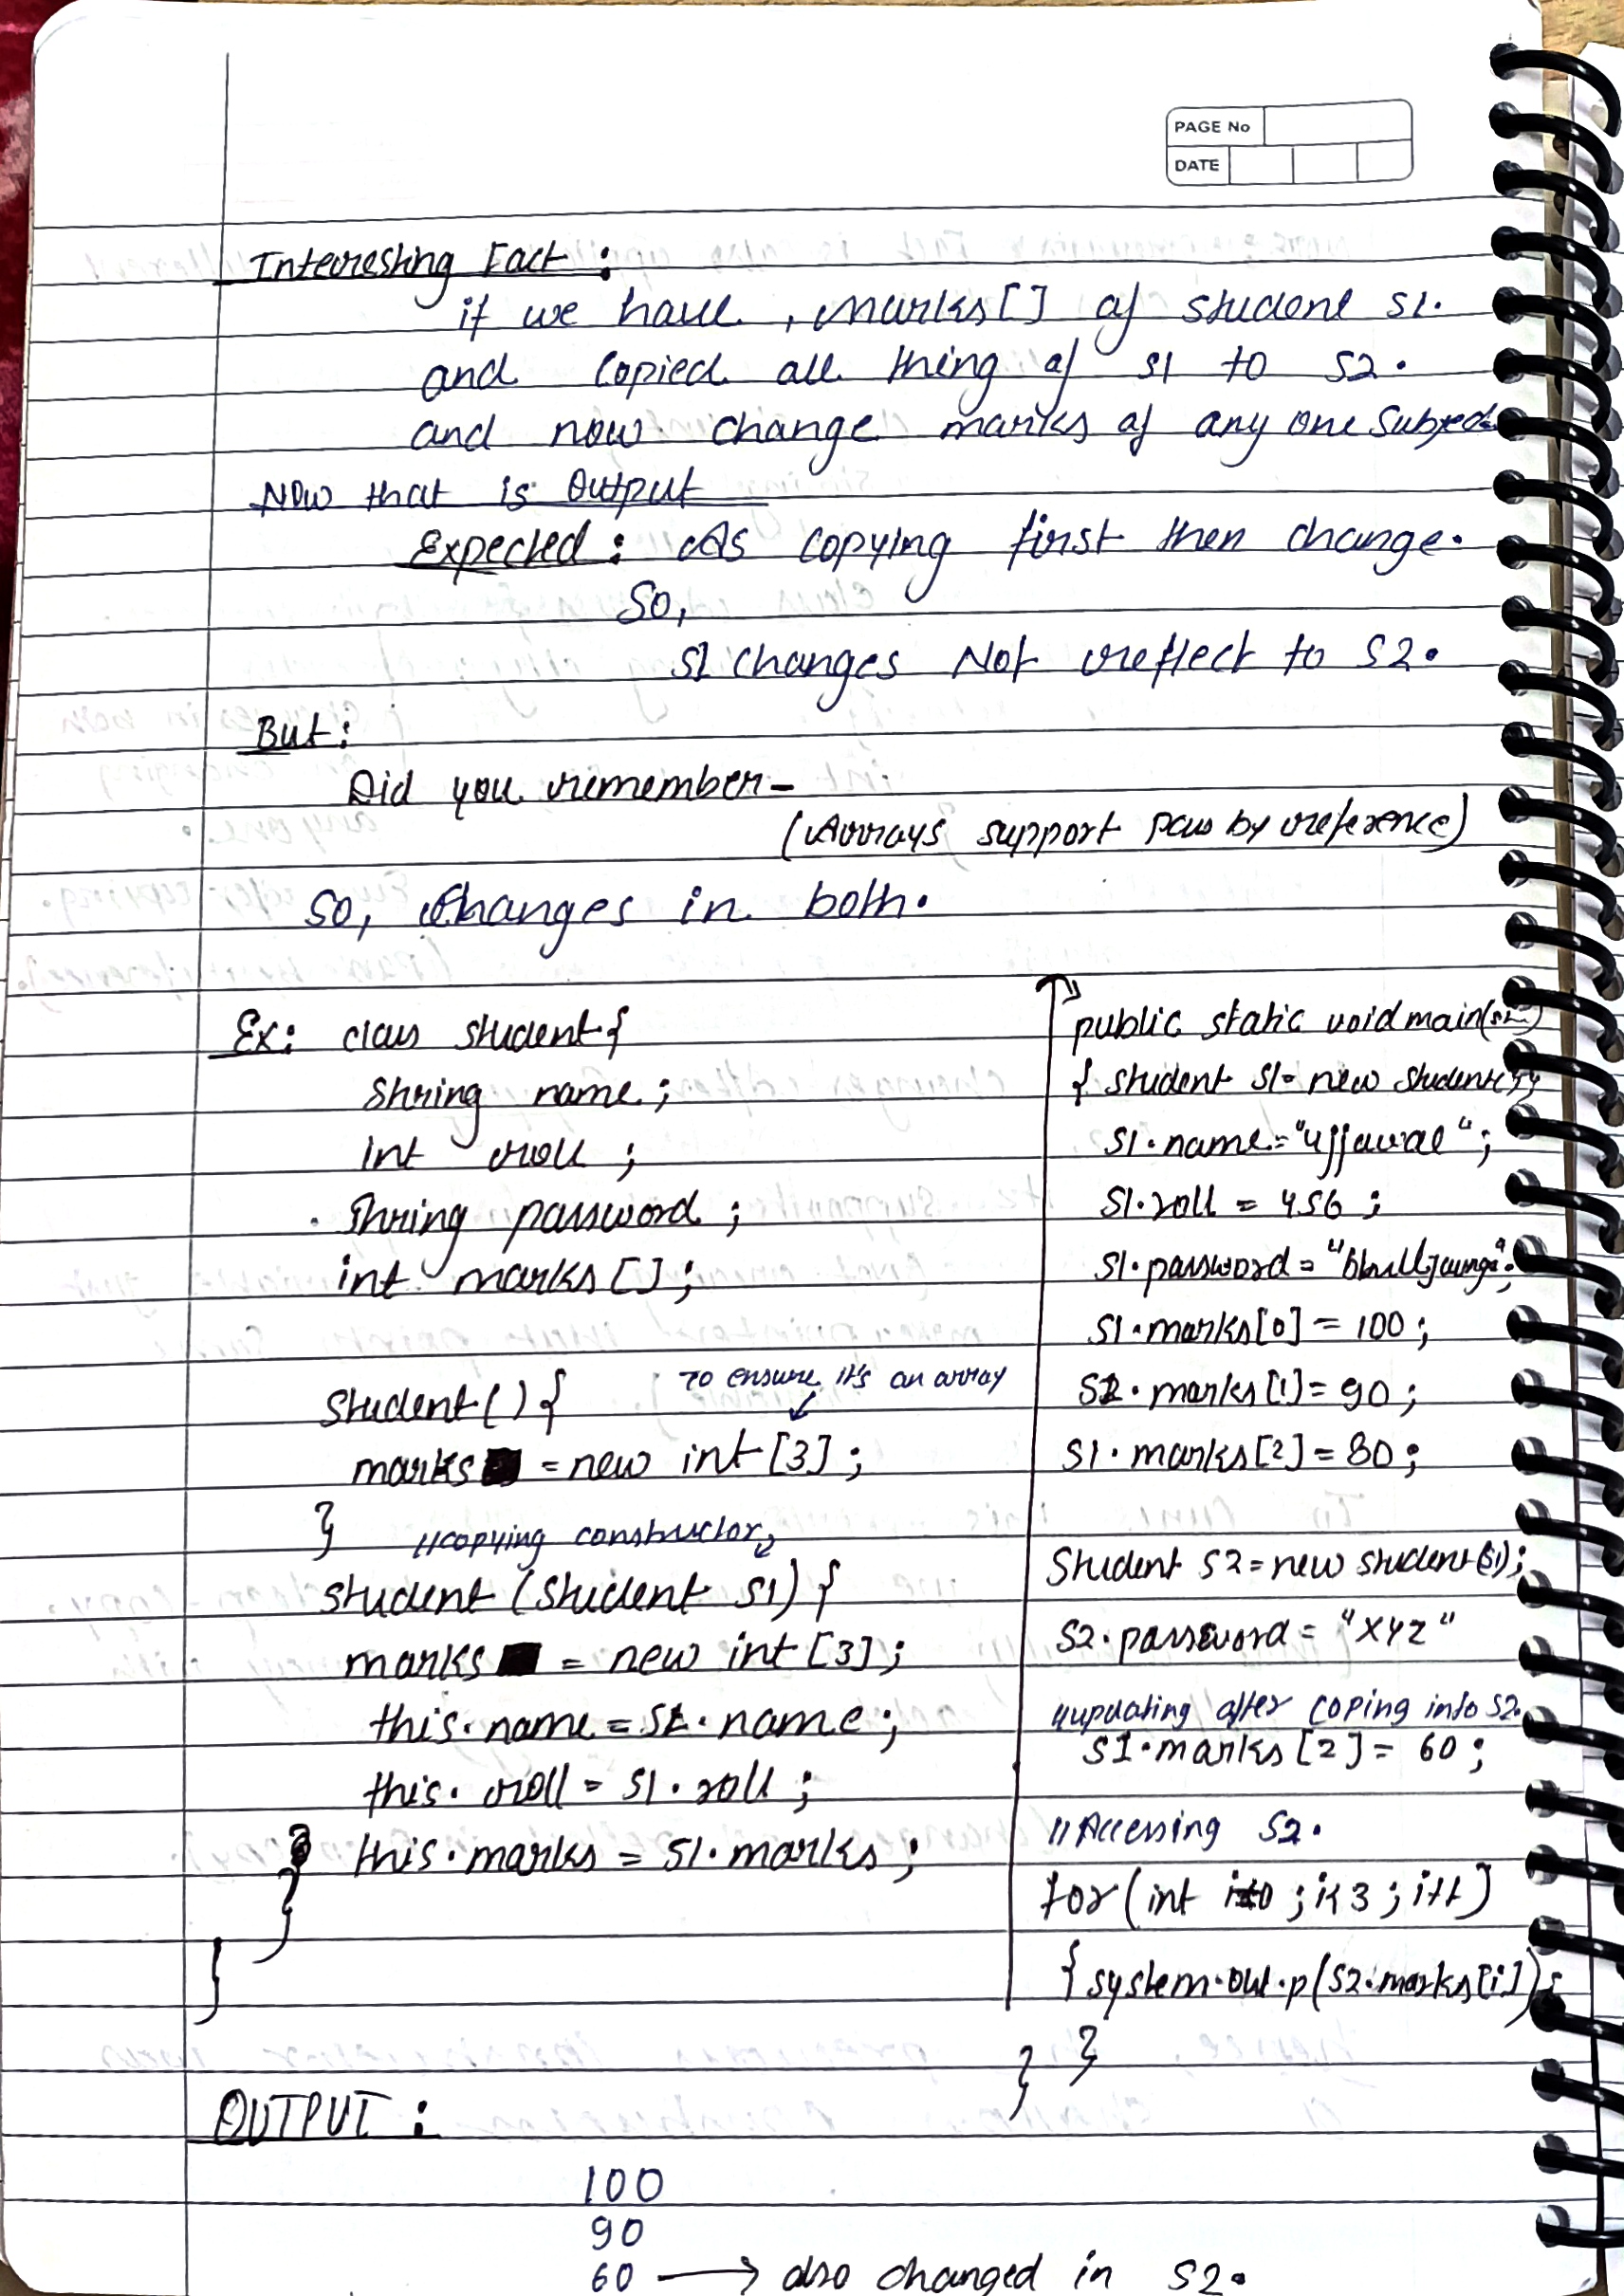 PAGE No
DATE
Interesting Fact :
if we have, marks[] of student S1.
and copied all thing of S1 to S2.
and now change marks of any one subject
Now that is output
Expected : As copying first then change.
So,
S1 changes Not reflect to S2.
But :
Did you remember -
(Arrays support pass by reference)
So, Changes in both.
Ex: class student {
String name ;
int roll ;
String password ;
int marks [] ;
student () {
To ensure it's an array
marks = new int [3] ;
}
//copying constructor
student (student S1) {
marks = new int [3] ;
this.name = S1.name ;
this.roll = S1.roll ;
this.marks = S1.marks ;
}
}
public static void main(
{ student S1 = new student();
S1.name = "ujjawal" ;
S1.roll = 456 ;
S1.password =
S1.marks[0] = 100 ;
S1.marks [1] = 90 ;
S1.marks [2] = 80 ;
Student S2 = new student(S1);
S2.password = "xyz"
//updating after coping into S2.
S1.marks [2] = 60 ;
//Accessing S2.
for (int i=0 ; i<3 ; i++)
{ system.out.p(S2.marks[i]);
}
}
OUTPUT :
100
90
60 → also changed in S2.